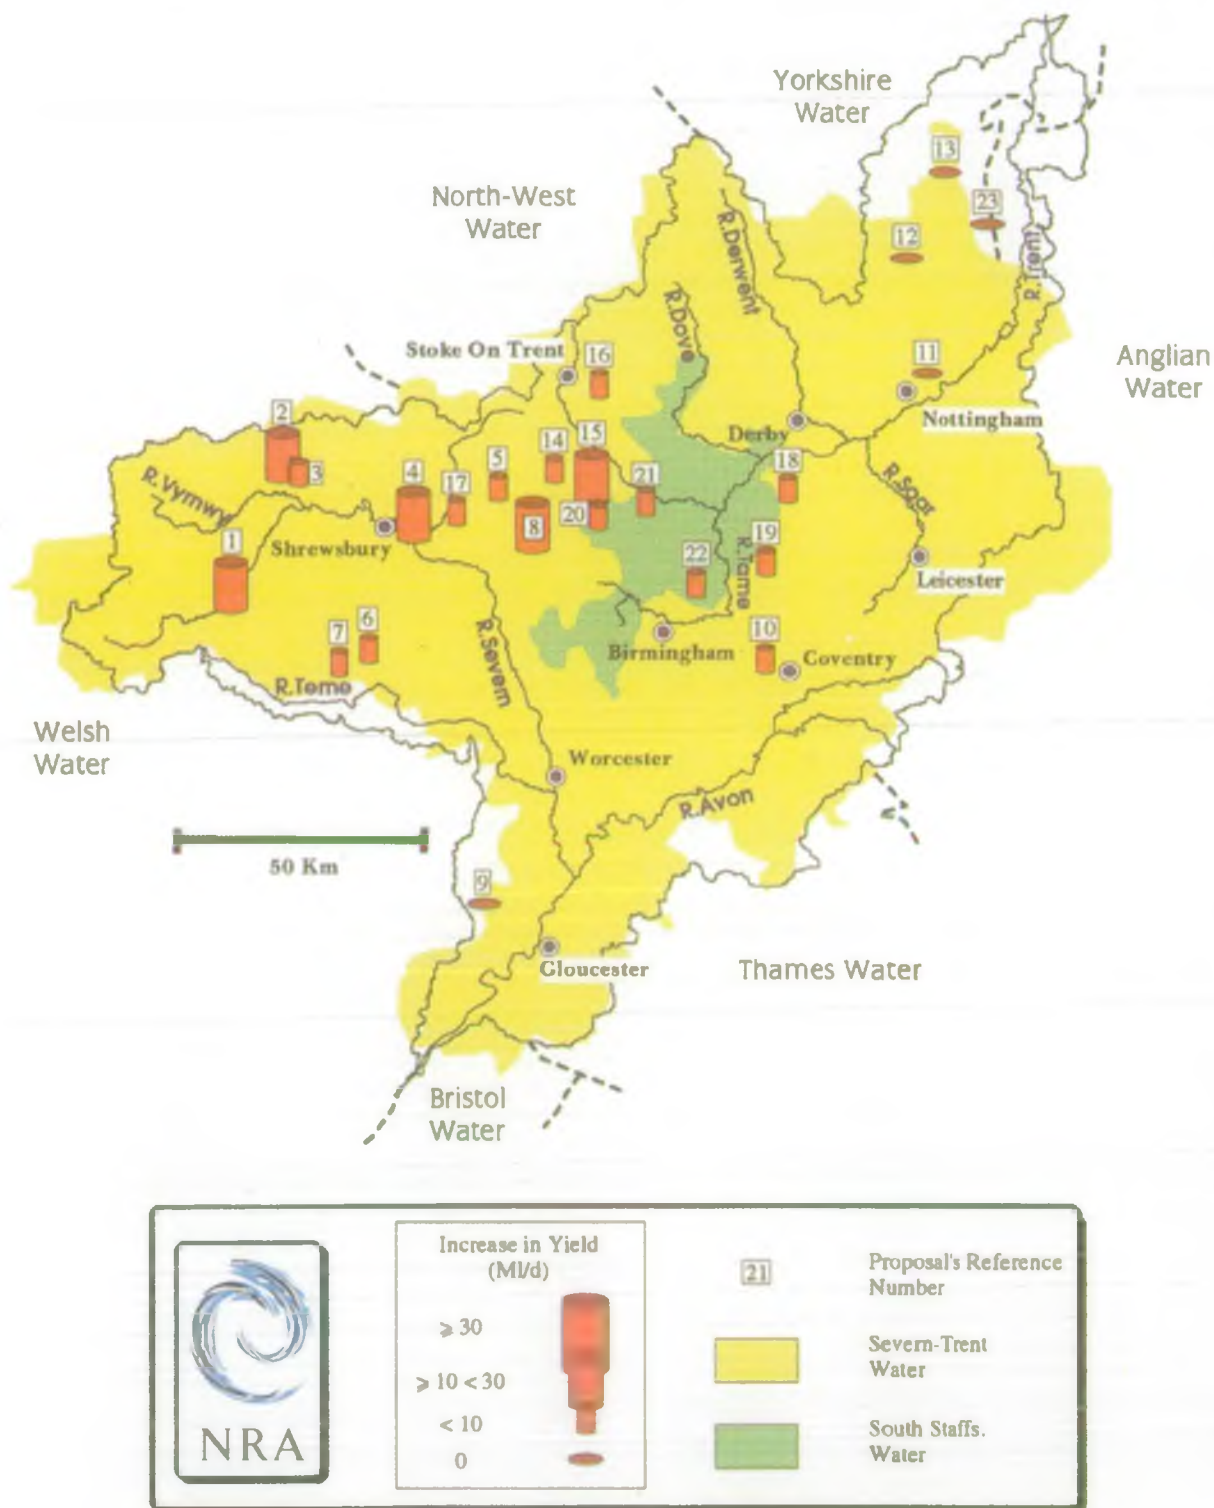 Yorkshire
Water
North-West
Water
Anglian
Water
Welsh
Water
Thames Water
Bristol
Water
13
23
12
11
R.Trent
R.Derwent
R.Dove
Stoke On Trent
16
Nottingham
Derby
2
3
4
17
5
14
15
21
18
R.Soar
R.Vyrnwy
8
20
Shrewsbury
1
22
19
R.Tame
Leicester
7
6
R.Severn
Birmingham
10
Coventry
R.Teme
Worcester
R.Avon
50 Km
9
Gloucester
NRA
Increase in Yield
(Ml/d)
⩾ 30
⩾ 10 < 30
< 10
0
21
Proposal's Reference
Number
Severn-Trent
Water
South Staffs.
Water